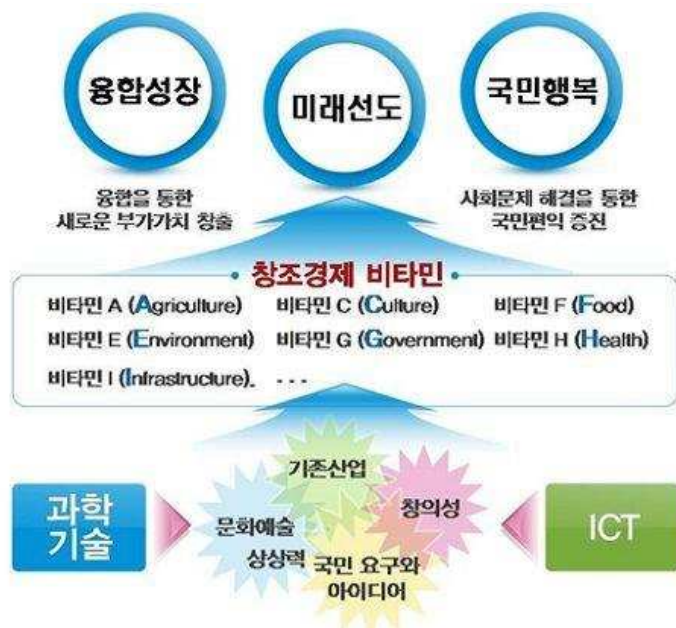 융합성장
미래선도
국민행복
융합을 통한
새로운 부가가치 창출
사회문제 해결을 통한
국민편익 증진
창조경제 비타민
비타민 A (Agriculture)
비타민 C (Culture)
비타민 F (Food)
비타민 E (Environment)
비타민 G (Government)
비타민 H (Health)
비타민 I (Infrastructure). ...
과학
기술
기존산업
문화예술
상상력
창의성
국민 요구와
아이디어
ICT